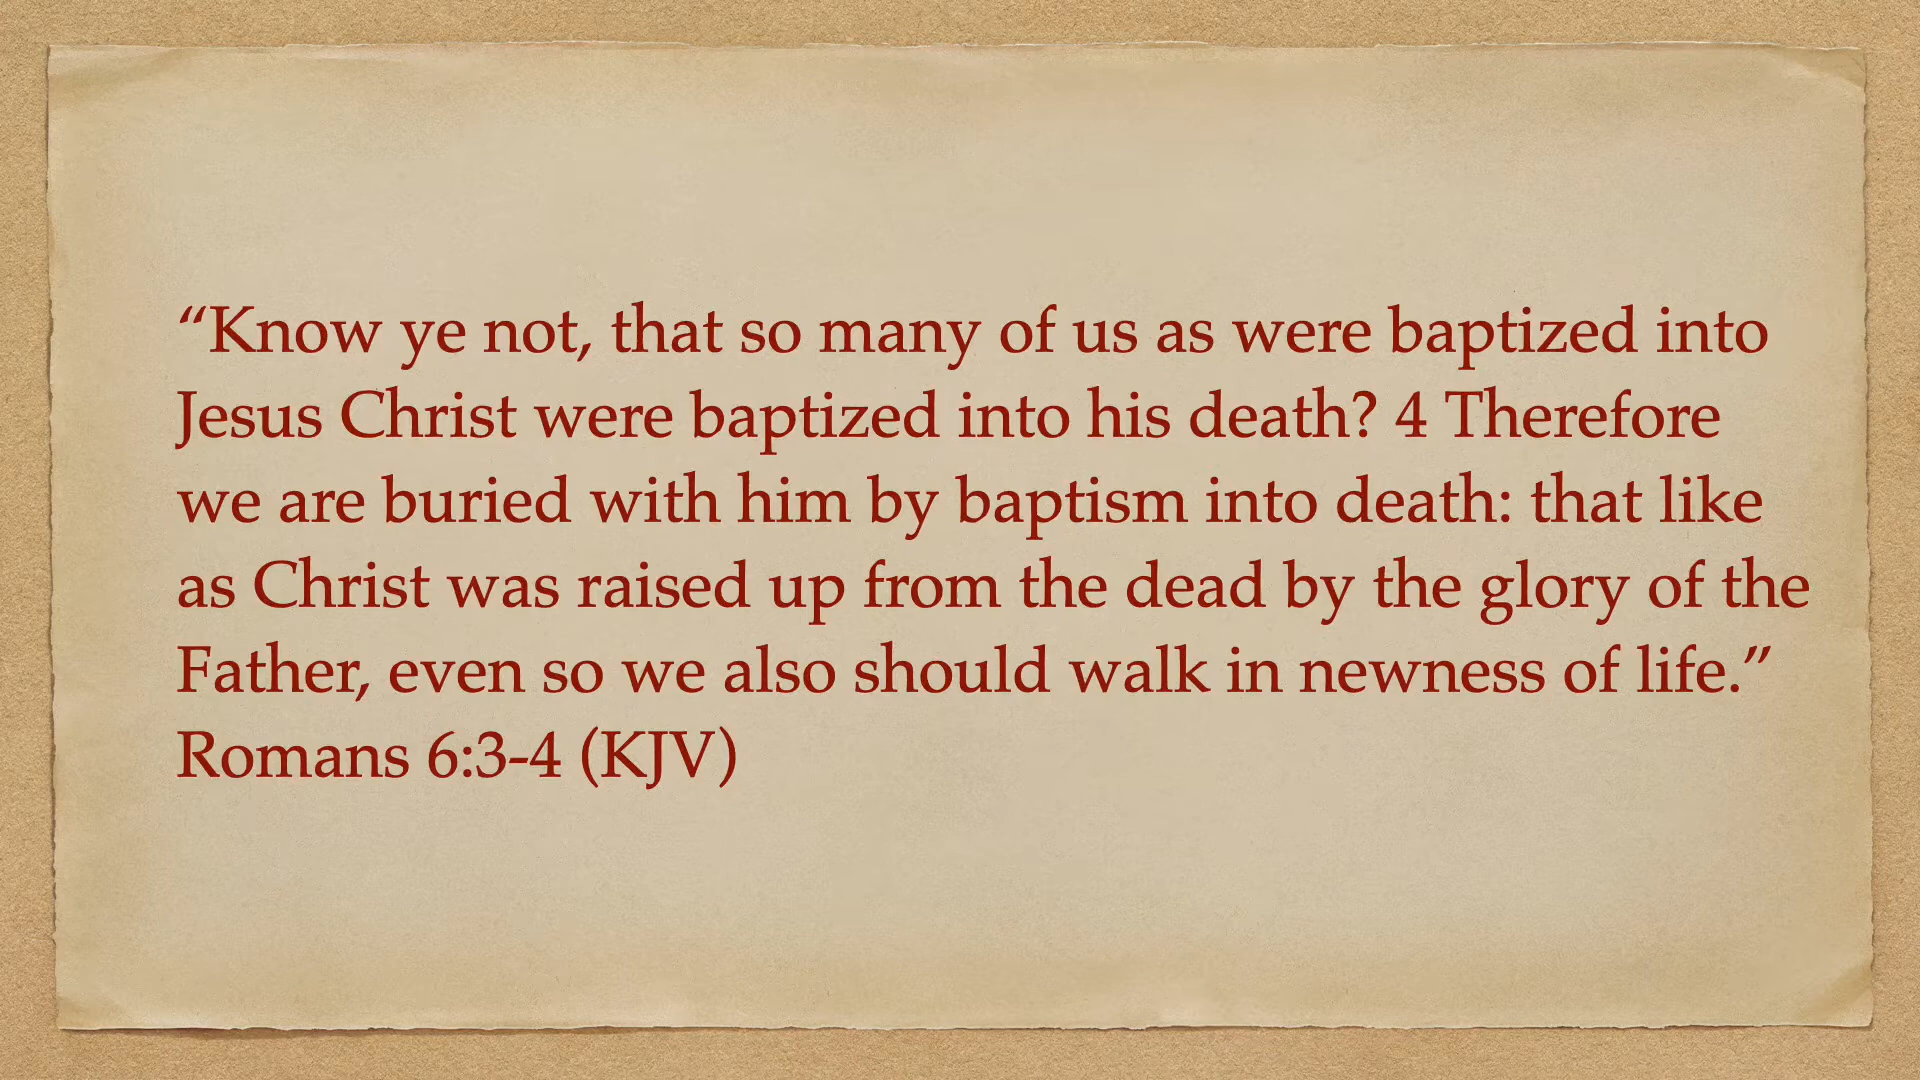 “Know ye not, that so many of us as were baptized into
Jesus Christ were baptized into his death? 4 Therefore
we are buried with him by baptism into death: that like
as Christ was raised up from the dead by the glory of the
Father, even so we also should walk in newness of life.”
Romans 6:3-4 (KJV)